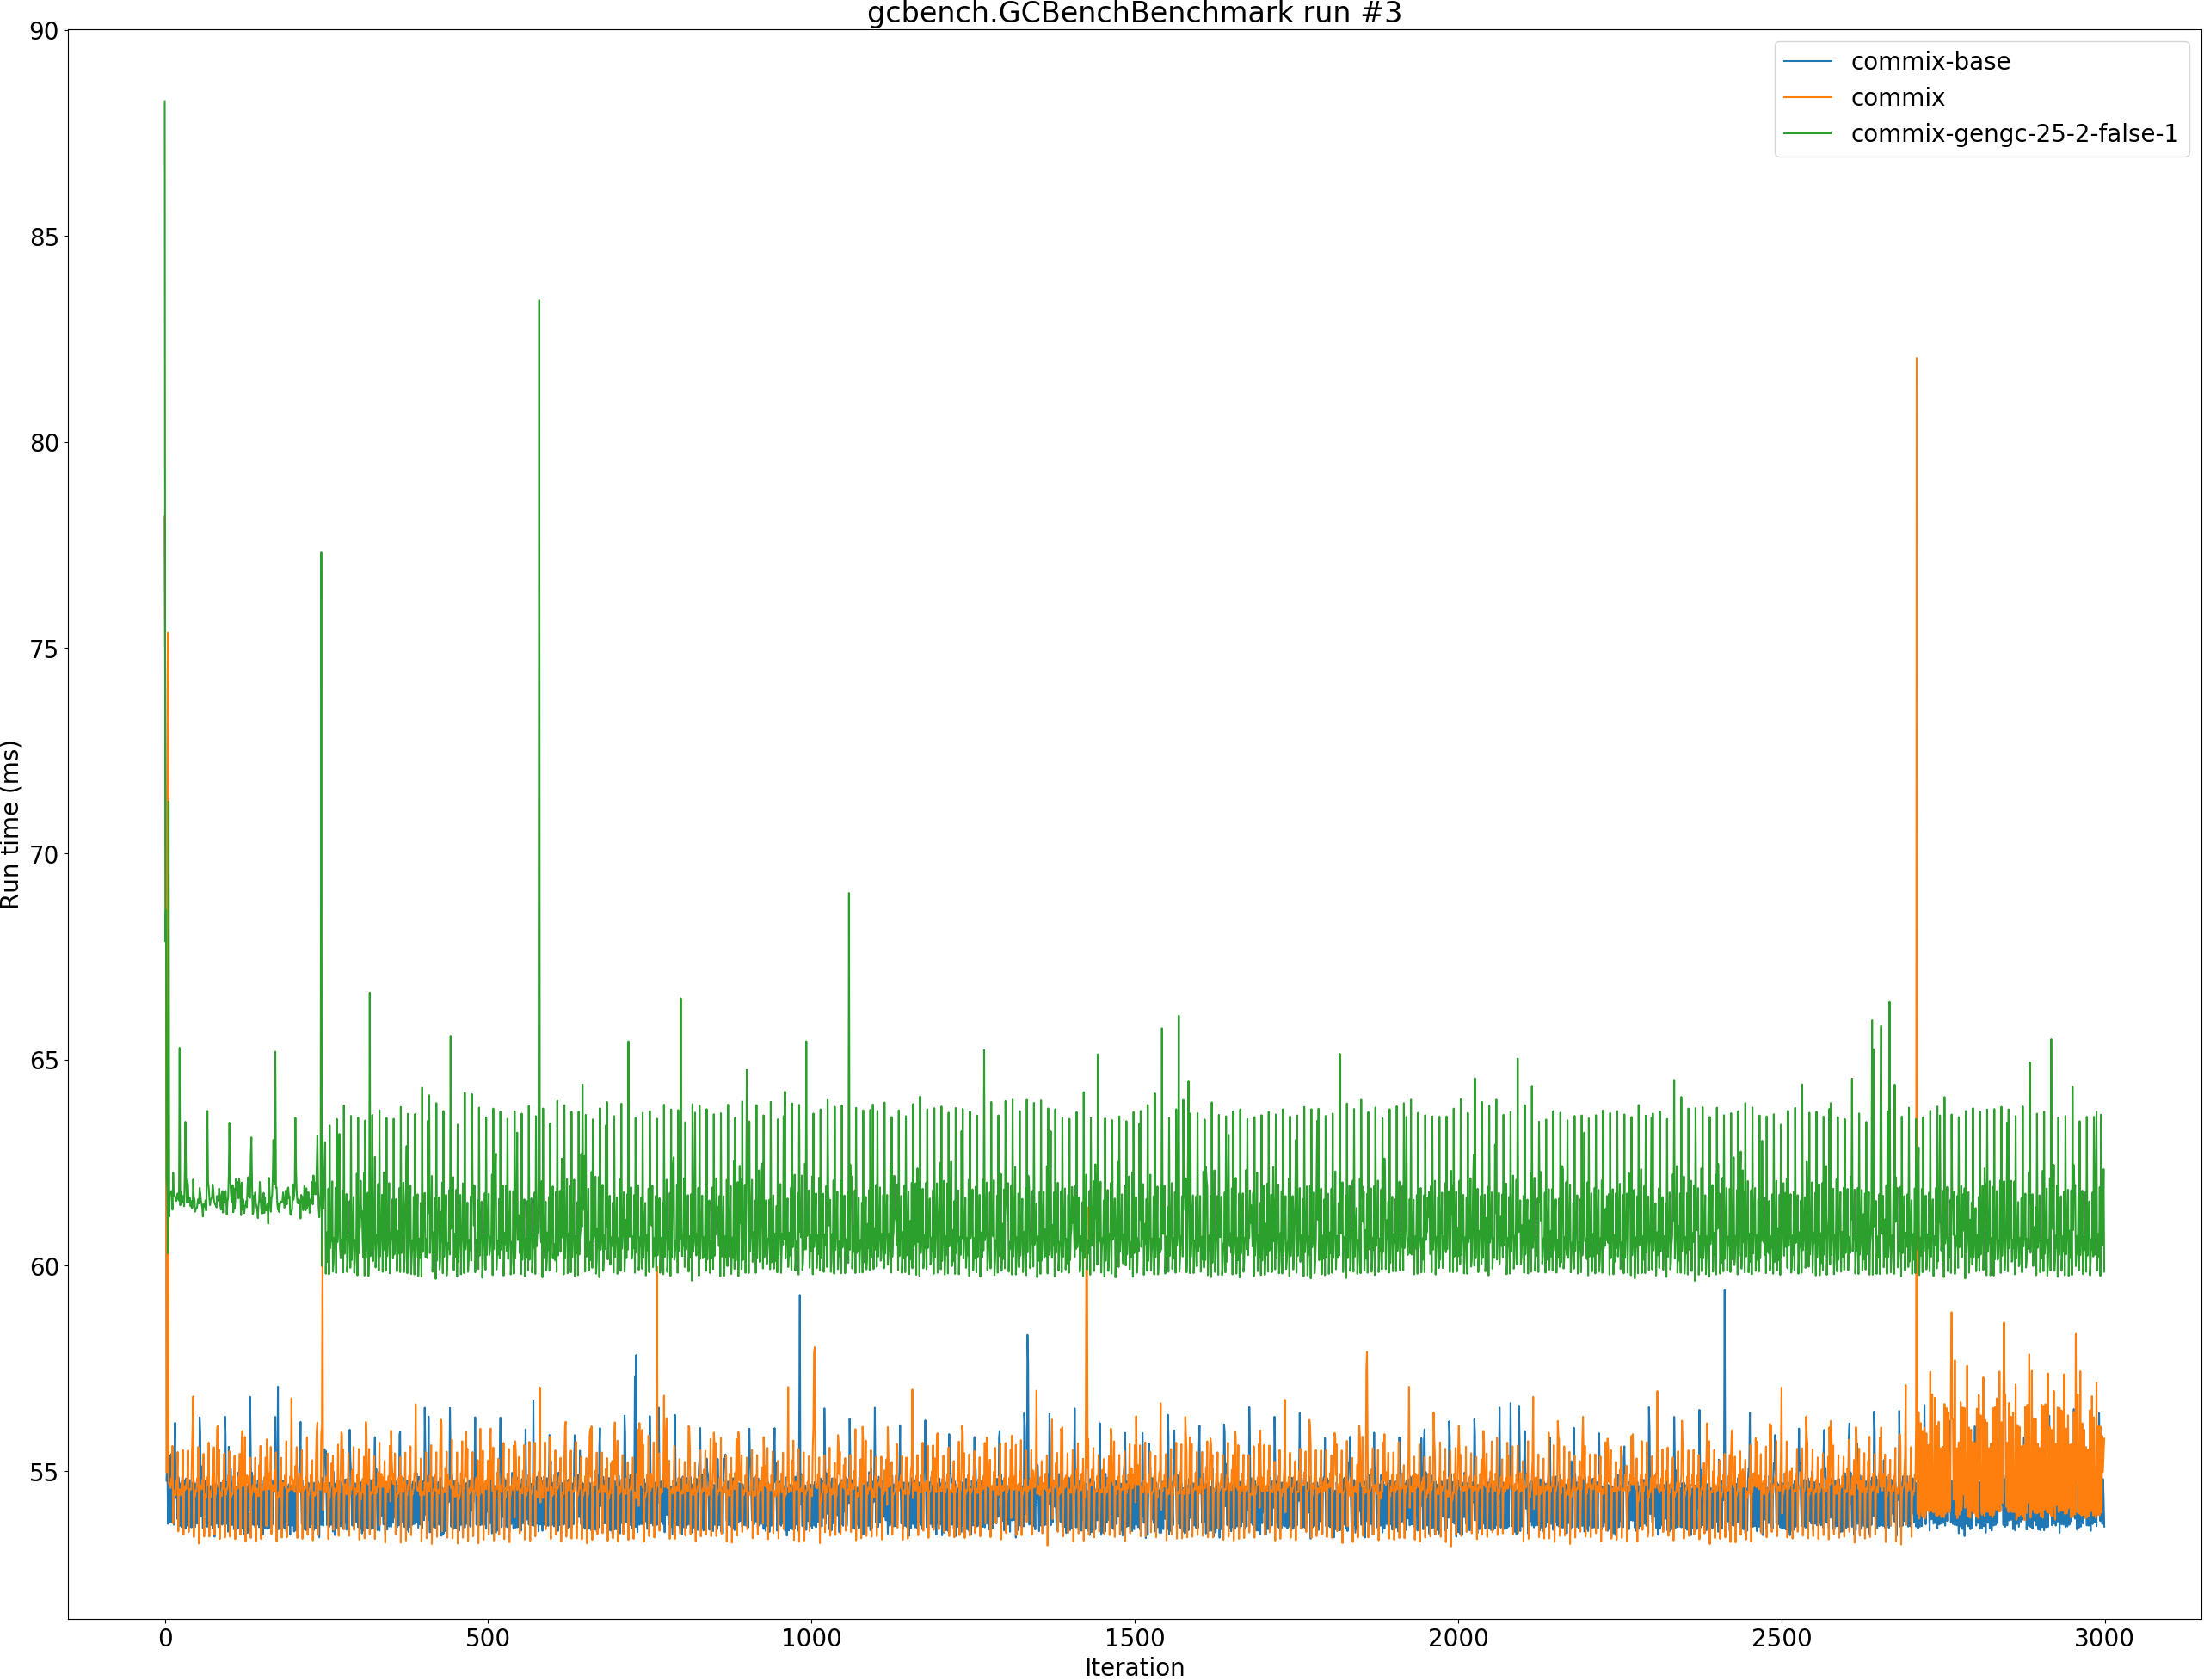 gcbench.GCBenchBenchmark run #3
commix-base
commix
commix-gengc-25-2-false-1
Run time (ms)
90
85
80
75
70
65
60
55
0 500 1000 1500 2000 2500 3000
Iteration